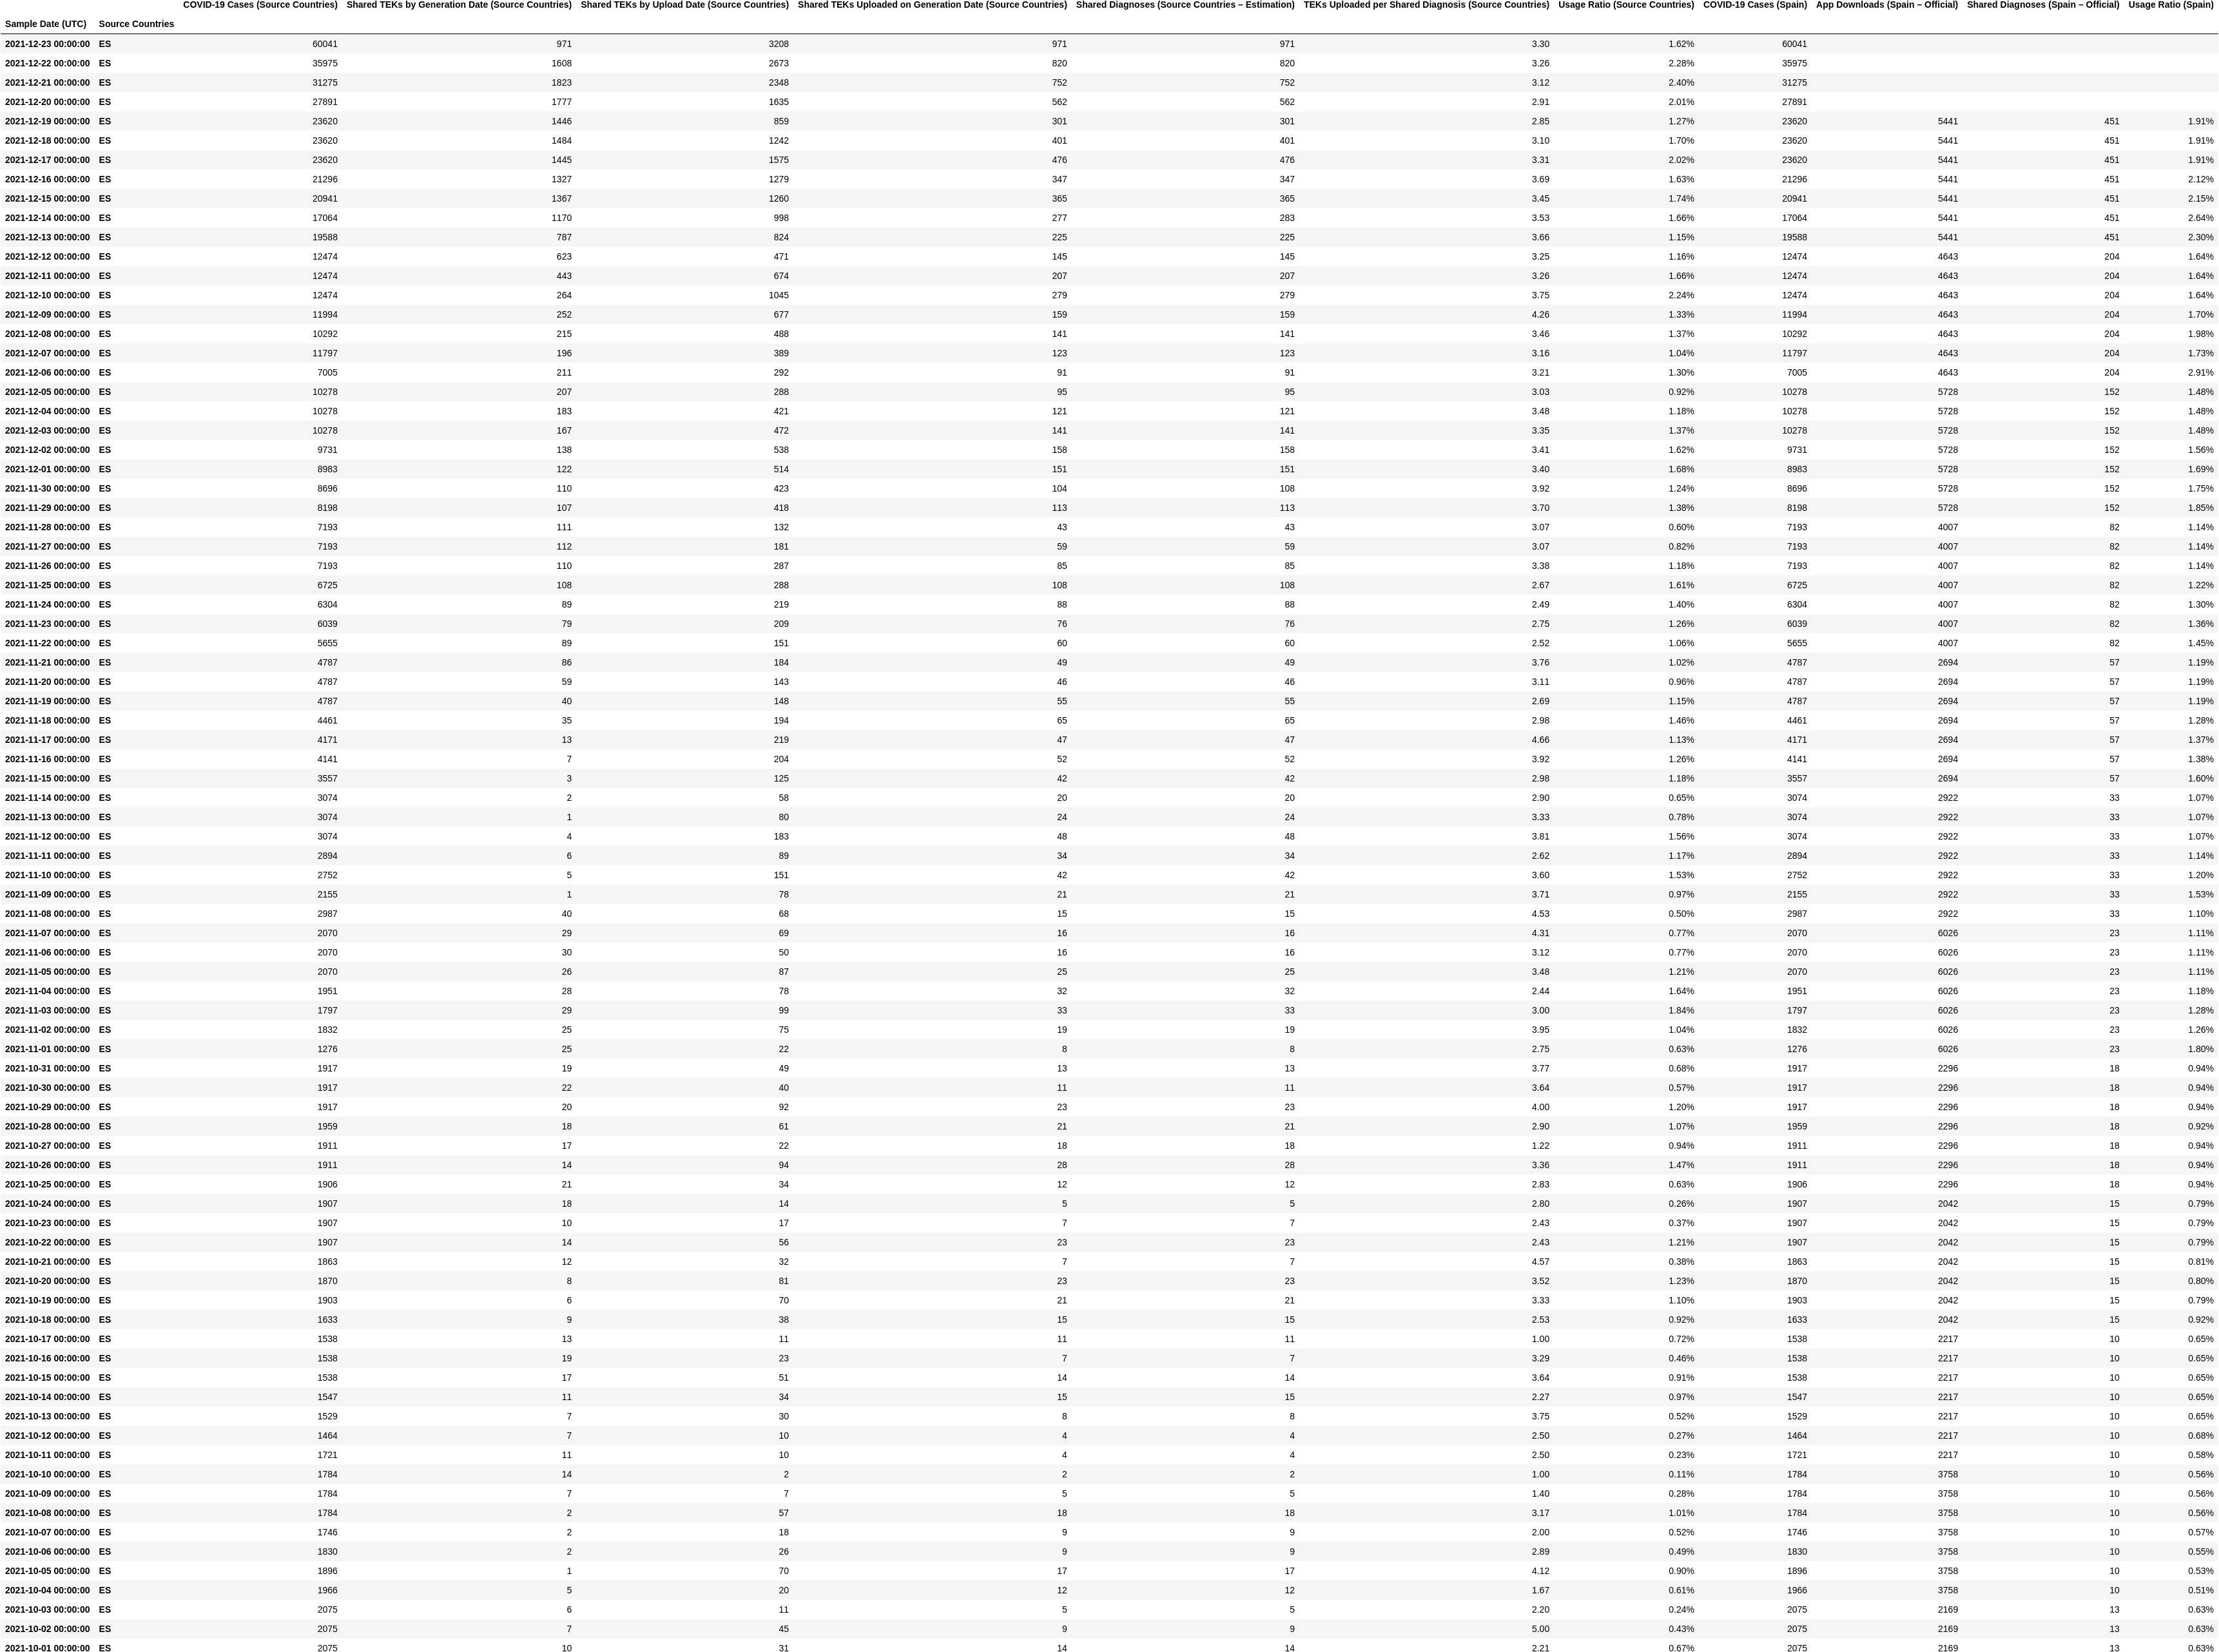 COVID-19 Cases (Source Countries) Shared TEKs by Generation Date (Source Countries) Shared TEKs by Upload Date (Source Countries) Shared TEKs Uploaded on Generation Date (Source Countries) Shared Diagnoses (Source Countries – Estimation) TEKs Uploaded per Shared Diagnosis (Source Countries) Usage Ratio (Source Countries) COVID-19 Cases (Spain) App Downloads (Spain – Official) Shared Diagnoses (Spain – Official) Usage Ratio (Spain)
Sample Date (UTC) Source Countries
2021-12-23 00:00:00 ES 60041 971 3208 971 971 3.30 1.62% 60041
2021-12-22 00:00:00 ES 35975 1608 2673 820 820 3.26 2.28% 35975
2021-12-21 00:00:00 ES 31275 1823 2348 752 752 3.12 2.40% 31275
2021-12-20 00:00:00 ES 27891 1777 1635 562 562 2.91 2.01% 27891
2021-12-19 00:00:00 ES 23620 1446 859 301 301 2.85 1.27% 23620 5441 451 1.91%
2021-12-18 00:00:00 ES 23620 1484 1242 401 401 3.10 1.70% 23620 5441 451 1.91%
2021-12-17 00:00:00 ES 23620 1445 1575 476 476 3.31 2.02% 23620 5441 451 1.91%
2021-12-16 00:00:00 ES 21296 1327 1279 347 347 3.69 1.63% 21296 5441 451 2.12%
2021-12-15 00:00:00 ES 20941 1367 1260 365 365 3.45 1.74% 20941 5441 451 2.15%
2021-12-14 00:00:00 ES 17064 1170 998 277 283 3.53 1.66% 17064 5441 451 2.64%
2021-12-13 00:00:00 ES 19588 787 824 225 225 3.66 1.15% 19588 5441 451 2.30%
2021-12-12 00:00:00 ES 12474 623 471 145 145 3.25 1.16% 12474 4643 204 1.64%
2021-12-11 00:00:00 ES 12474 443 674 207 207 3.26 1.66% 12474 4643 204 1.64%
2021-12-10 00:00:00 ES 12474 264 1045 279 279 3.75 2.24% 12474 4643 204 1.64%
2021-12-09 00:00:00 ES 11994 252 677 159 159 4.26 1.33% 11994 4643 204 1.70%
2021-12-08 00:00:00 ES 10292 215 488 141 141 3.46 1.37% 10292 4643 204 1.98%
2021-12-07 00:00:00 ES 11797 196 389 123 123 3.16 1.04% 11797 4643 204 1.73%
2021-12-06 00:00:00 ES 7005 211 292 91 91 3.21 1.30% 7005 4643 204 2.91%
2021-12-05 00:00:00 ES 10278 207 288 95 95 3.03 0.92% 10278 5728 152 1.48%
2021-12-04 00:00:00 ES 10278 183 421 121 121 3.48 1.18% 10278 5728 152 1.48%
2021-12-03 00:00:00 ES 10278 167 472 141 141 3.35 1.37% 10278 5728 152 1.48%
2021-12-02 00:00:00 ES 9731 138 538 158 158 3.41 1.62% 9731 5728 152 1.56%
2021-12-01 00:00:00 ES 8983 122 514 151 151 3.40 1.68% 8983 5728 152 1.69%
2021-11-30 00:00:00 ES 8696 110 423 104 108 3.92 1.24% 8696 5728 152 1.75%
2021-11-29 00:00:00 ES 8198 107 418 113 113 3.70 1.38% 8198 5728 152 1.85%
2021-11-28 00:00:00 ES 7193 111 132 43 43 3.07 0.60% 7193 4007 82 1.14%
2021-11-27 00:00:00 ES 7193 112 181 59 59 3.07 0.82% 7193 4007 82 1.14%
2021-11-26 00:00:00 ES 7193 110 287 85 85 3.38 1.18% 7193 4007 82 1.14%
2021-11-25 00:00:00 ES 6725 108 288 108 108 2.67 1.61% 6725 4007 82 1.22%
2021-11-24 00:00:00 ES 6304 89 219 88 88 2.49 1.40% 6304 4007 82 1.30%
2021-11-23 00:00:00 ES 6039 79 209 76 76 2.75 1.26% 6039 4007 82 1.36%
2021-11-22 00:00:00 ES 5655 89 151 60 60 2.52 1.06% 5655 4007 82 1.45%
2021-11-21 00:00:00 ES 4787 86 184 49 49 3.76 1.02% 4787 2694 57 1.19%
2021-11-20 00:00:00 ES 4787 59 143 46 46 3.11 0.96% 4787 2694 57 1.19%
2021-11-19 00:00:00 ES 4787 40 148 55 55 2.69 1.15% 4787 2694 57 1.19%
2021-11-18 00:00:00 ES 4461 35 194 65 65 2.98 1.46% 4461 2694 57 1.28%
2021-11-17 00:00:00 ES 4171 13 219 47 47 4.66 1.13% 4171 2694 57 1.37%
2021-11-16 00:00:00 ES 4141 7 204 52 52 3.92 1.26% 4141 2694 57 1.38%
2021-11-15 00:00:00 ES 3557 3 125 42 42 2.98 1.18% 3557 2694 57 1.60%
2021-11-14 00:00:00 ES 3074 2 58 20 20 2.90 0.65% 3074 2922 33 1.07%
2021-11-13 00:00:00 ES 3074 1 80 24 24 3.33 0.78% 3074 2922 33 1.07%
2021-11-12 00:00:00 ES 3074 4 183 48 48 3.81 1.56% 3074 2922 33 1.07%
2021-11-11 00:00:00 ES 2894 6 89 34 34 2.62 1.17% 2894 2922 33 1.14%
2021-11-10 00:00:00 ES 2752 5 151 42 42 3.60 1.53% 2752 2922 33 1.20%
2021-11-09 00:00:00 ES 2155 1 78 21 21 3.71 0.97% 2155 2922 33 1.53%
2021-11-08 00:00:00 ES 2987 40 68 15 15 4.53 0.50% 2987 2922 33 1.10%
2021-11-07 00:00:00 ES 2070 29 69 16 16 4.31 0.77% 2070 6026 23 1.11%
2021-11-06 00:00:00 ES 2070 30 50 16 16 3.12 0.77% 2070 6026 23 1.11%
2021-11-05 00:00:00 ES 2070 26 87 25 25 3.48 1.21% 2070 6026 23 1.11%
2021-11-04 00:00:00 ES 1951 28 78 32 32 2.44 1.64% 1951 6026 23 1.18%
2021-11-03 00:00:00 ES 1797 29 99 33 33 3.00 1.84% 1797 6026 23 1.28%
2021-11-02 00:00:00 ES 1832 25 75 19 19 3.95 1.04% 1832 6026 23 1.26%
2021-11-01 00:00:00 ES 1276 25 22 8 8 2.75 0.63% 1276 6026 23 1.80%
2021-10-31 00:00:00 ES 1917 19 49 13 13 3.77 0.68% 1917 2296 18 0.94%
2021-10-30 00:00:00 ES 1917 22 40 11 11 3.64 0.57% 1917 2296 18 0.94%
2021-10-29 00:00:00 ES 1917 20 92 23 23 4.00 1.20% 1917 2296 18 0.94%
2021-10-28 00:00:00 ES 1959 18 61 21 21 2.90 1.07% 1959 2296 18 0.92%
2021-10-27 00:00:00 ES 1911 17 22 18 18 1.22 0.94% 1911 2296 18 0.94%
2021-10-26 00:00:00 ES 1911 14 94 28 28 3.36 1.47% 1911 2296 18 0.94%
2021-10-25 00:00:00 ES 1906 21 34 12 12 2.83 0.63% 1906 2296 18 0.94%
2021-10-24 00:00:00 ES 1907 18 14 5 5 2.80 0.26% 1907 2042 15 0.79%
2021-10-23 00:00:00 ES 1907 10 17 7 7 2.43 0.37% 1907 2042 15 0.79%
2021-10-22 00:00:00 ES 1907 14 56 23 23 2.43 1.21% 1907 2042 15 0.79%
2021-10-21 00:00:00 ES 1863 12 32 7 7 4.57 0.38% 1863 2042 15 0.81%
2021-10-20 00:00:00 ES 1870 8 81 23 23 3.52 1.23% 1870 2042 15 0.80%
2021-10-19 00:00:00 ES 1903 6 70 21 21 3.33 1.10% 1903 2042 15 0.79%
2021-10-18 00:00:00 ES 1633 9 38 15 15 2.53 0.92% 1633 2042 15 0.92%
2021-10-17 00:00:00 ES 1538 13 11 11 11 1.00 0.72% 1538 2217 10 0.65%
2021-10-16 00:00:00 ES 1538 19 23 7 7 3.29 0.46% 1538 2217 10 0.65%
2021-10-15 00:00:00 ES 1538 17 51 14 14 3.64 0.91% 1538 2217 10 0.65%
2021-10-14 00:00:00 ES 1547 11 34 15 15 2.27 0.97% 1547 2217 10 0.65%
2021-10-13 00:00:00 ES 1529 7 30 8 8 3.75 0.52% 1529 2217 10 0.65%
2021-10-12 00:00:00 ES 1464 7 10 4 4 2.50 0.27% 1464 2217 10 0.68%
2021-10-11 00:00:00 ES 1721 11 10 4 4 2.50 0.23% 1721 2217 10 0.58%
2021-10-10 00:00:00 ES 1784 14 2 2 2 1.00 0.11% 1784 3758 10 0.56%
2021-10-09 00:00:00 ES 1784 7 7 5 5 1.40 0.28% 1784 3758 10 0.56%
2021-10-08 00:00:00 ES 1784 2 57 18 18 3.17 1.01% 1784 3758 10 0.56%
2021-10-07 00:00:00 ES 1746 2 18 9 9 2.00 0.52% 1746 3758 10 0.57%
2021-10-06 00:00:00 ES 1830 2 26 9 9 2.89 0.49% 1830 3758 10 0.55%
2021-10-05 00:00:00 ES 1896 1 70 17 17 4.12 0.90% 1896 3758 10 0.53%
2021-10-04 00:00:00 ES 1966 5 20 12 12 1.67 0.61% 1966 3758 10 0.51%
2021-10-03 00:00:00 ES 2075 6 11 5 5 2.20 0.24% 2075 2169 13 0.63%
2021-10-02 00:00:00 ES 2075 7 45 9 9 5.00 0.43% 2075 2169 13 0.63%
2021-10-01 00:00:00 ES 2075 10 31 14 14 2.21 0.67% 2075 2169 13 0.63%